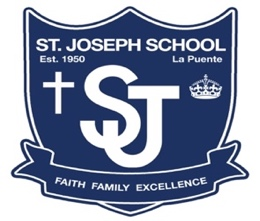 ST. JOSEPH SCHOOL
Est. 1950 La Puente
SJ
FAITH FAMILY EXCELLENCE